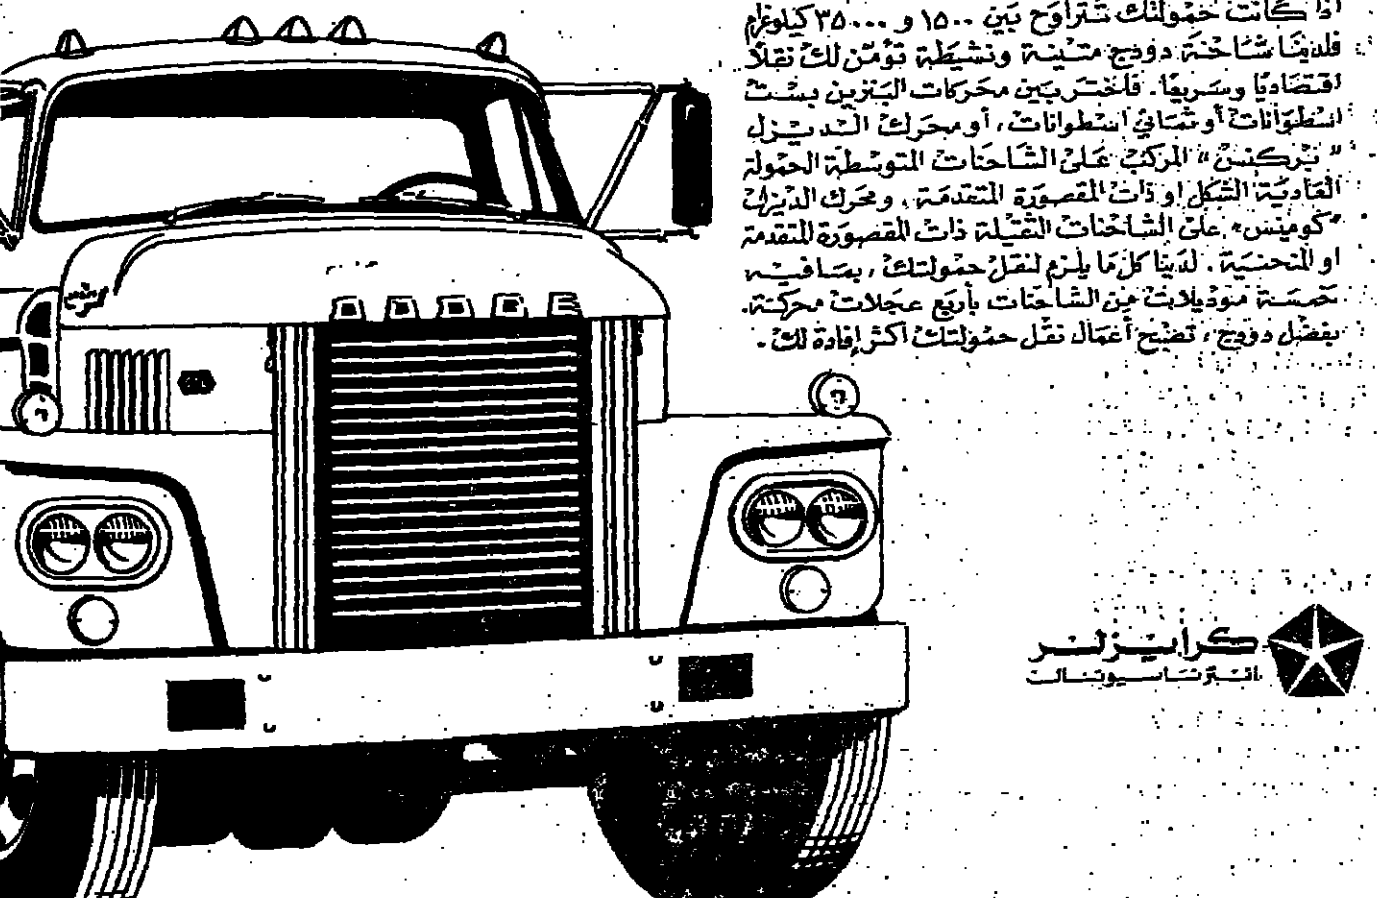 اذا كانت حمولتك تتراوح بين ١٥٠٠ و ٣٥٠٠٠ كيلوغرام
فلدينا شاحنة دودج متينة ونشيطة تؤمن لك نقلاً
اقتصادياً وسريعاً. فاختر بين محركات البنزين بست
اسطوانات أو ثماني اسطوانات، أو محرك الديزل
"بركنس" المركب على الشاحنات المتوسطة الحمولة
العادية الشكل او ذات المقصورة المتقدمة، ومحرك الديزل
"كومينس" على الشاحنات الثقيلة ذات المقصورة المتقدمة
او المنحنية. لدينا كل ما يلزم لنقل حمولتك، بما فيه
خمسة موديلات من الشاحنات بأربع عجلات محركة.
بفضل دودج، تصبح أعمال نقل حمولتك اكثر إفادة لك.
كرايزلر
انترناسيونال